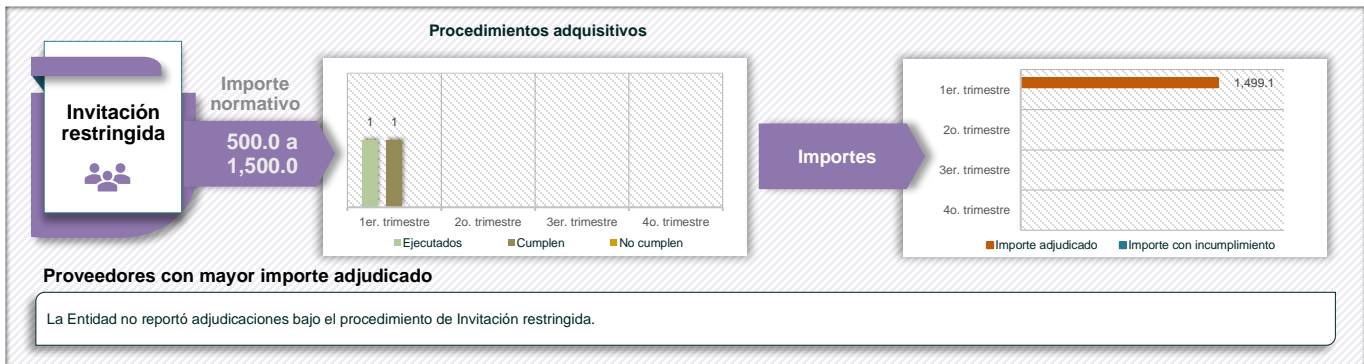 Procedimientos adquisitivos
Invitación
restringida
Importe
normativo
500.0 a
1,500.0
1 1
1er. trimestre 2o. trimestre 3er. trimestre 4o. trimestre
Ejecutados Cumplen No cumplen
Importes
1er. trimestre 1,499.1
2o. trimestre
3er. trimestre
4o. trimestre
Importe adjudicado Importe con incumplimiento
Proveedores con mayor importe adjudicado
La Entidad no reportó adjudicaciones bajo el procedimiento de Invitación restringida.